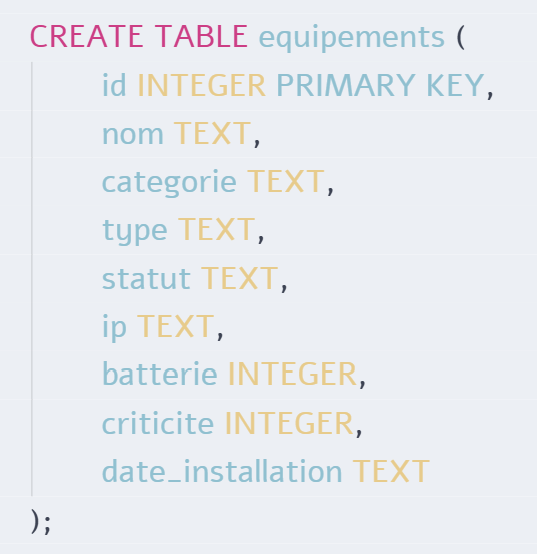 CREATE TABLE equipements (
id INTEGER PRIMARY KEY,
nom TEXT,
categorie TEXT,
type TEXT,
statut TEXT,
ip TEXT,
batterie INTEGER,
criticite INTEGER,
date_installation TEXT
);